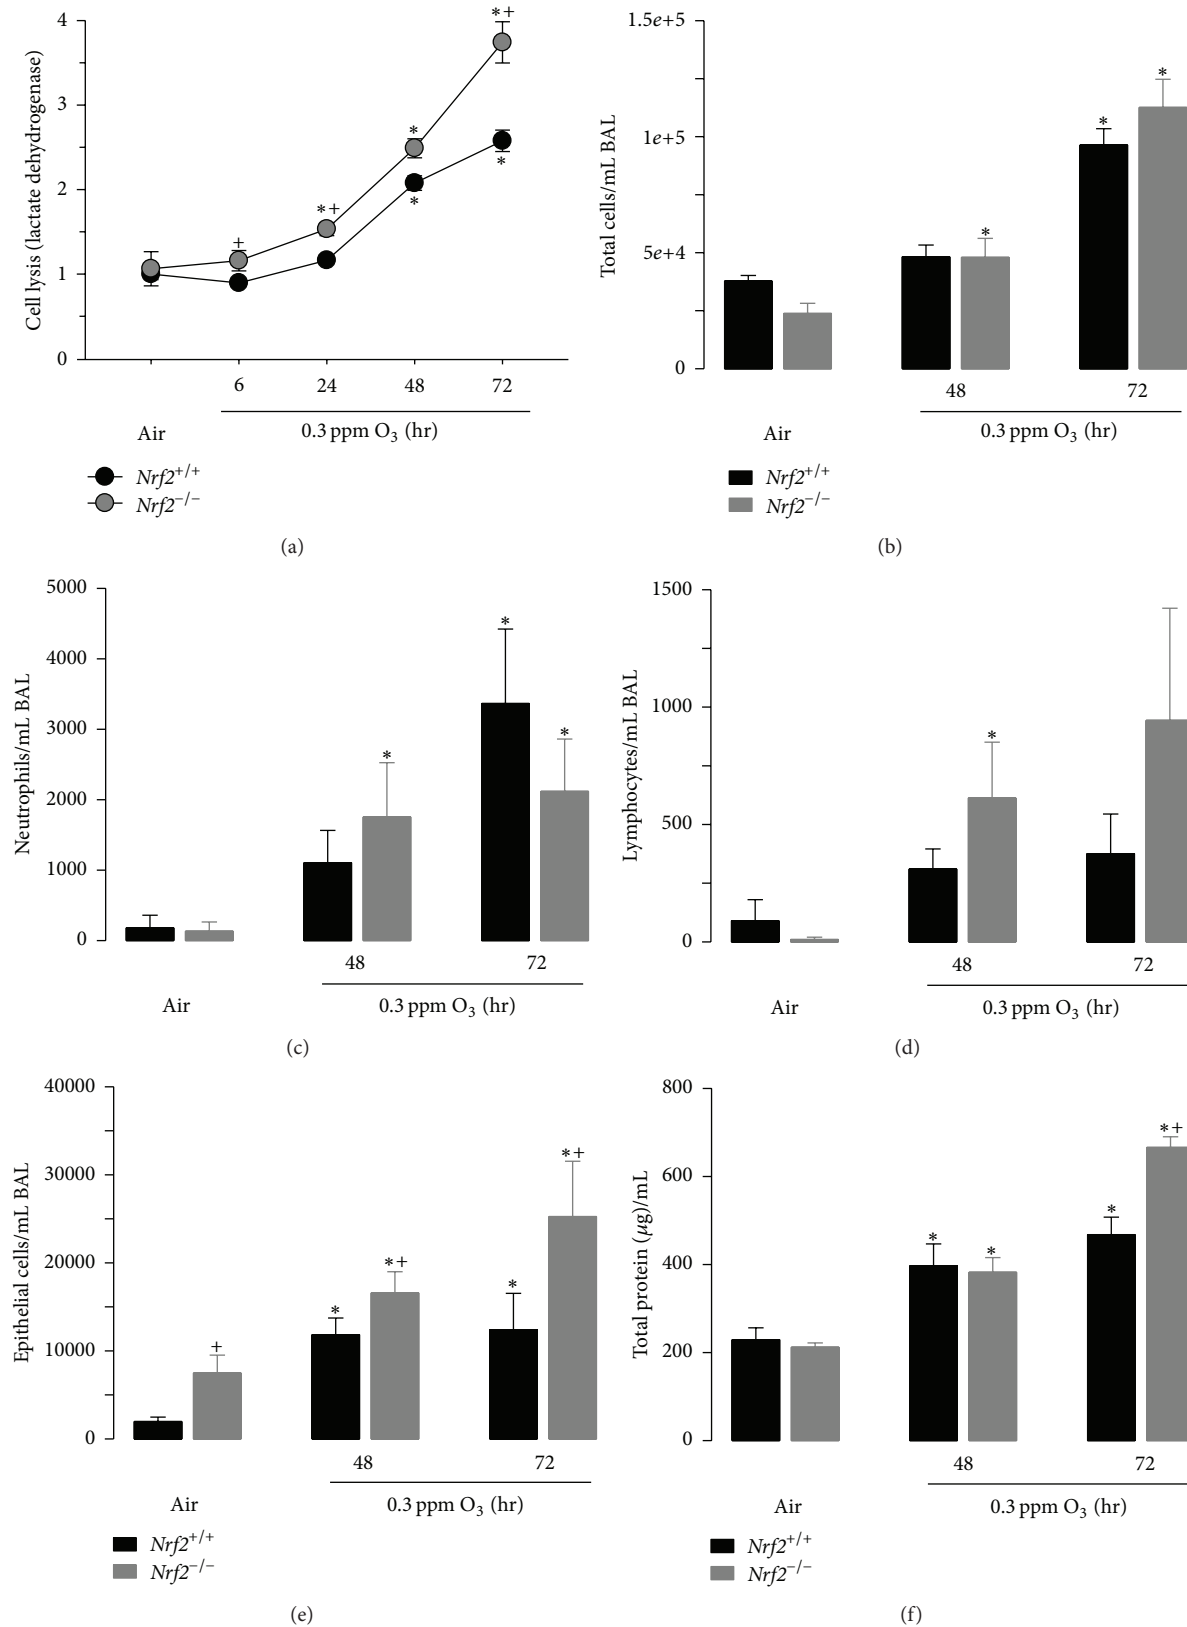 Cell lysis (lactate dehydrogenase)
4
3
2
1
0
*+
*
*
*
*+
+
6 24 48 72
Air 0.3 ppm O₃ (hr)
Nrf2⁺/⁺
Nrf2⁻/⁻
(a)
Total cells/mL BAL
1.5e+5
1e+5
5e+4
0
*
*
*
48 72
Air 0.3 ppm O₃ (hr)
Nrf2⁺/⁺
Nrf2⁻/⁻
(b)
Neutrophils/mL BAL
5000
4000
3000
2000
1000
0
*
*
*
48 72
Air 0.3 ppm O₃ (hr)
(c)
Lymphocytes/mL BAL
1500
1000
500
0
*
48 72
Air 0.3 ppm O₃ (hr)
(d)
Epithelial cells/mL BAL
40000
30000
20000
10000
0
+
*
*+
*
*+
48 72
Air 0.3 ppm O₃ (hr)
Nrf2⁺/⁺
Nrf2⁻/⁻
(e)
Total protein (μg)/mL
800
600
400
200
0
*
*
*
*+
48 72
Air 0.3 ppm O₃ (hr)
Nrf2⁺/⁺
Nrf2⁻/⁻
(f)